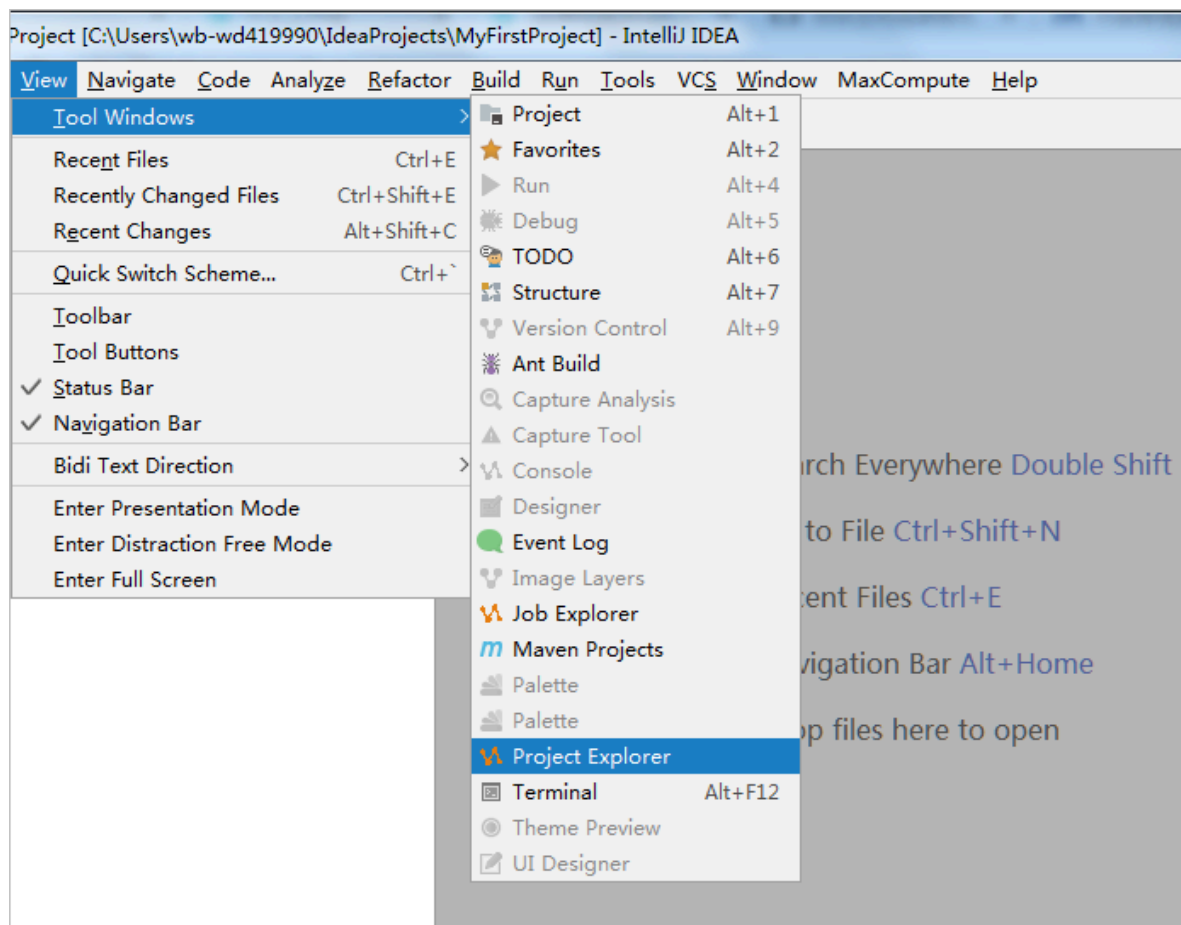 Project [C:\Users\wb-wd419990\IdeaProjects\MyFirstProject] - IntelliJ IDEA
View Navigate Code Analyze Refactor Build Run Tools VCS Window MaxCompute Help
Tool Windows
Recent Files Ctrl+E
Recently Changed Files Ctrl+Shift+E
Recent Changes Alt+Shift+C
Quick Switch Scheme... Ctrl+`
Toolbar
Tool Buttons
Status Bar
Navigation Bar
Bidi Text Direction
Enter Presentation Mode
Enter Distraction Free Mode
Enter Full Screen
Project Alt+1
Favorites Alt+2
Run Alt+4
Debug Alt+5
TODO Alt+6
Structure Alt+7
Version Control Alt+9
Ant Build
Capture Analysis
Capture Tool
Console
Designer
Event Log
Image Layers
Job Explorer
Maven Projects
Palette
Palette
Project Explorer
Terminal Alt+F12
Theme Preview
UI Designer
rch Everywhere Double Shift
to File Ctrl+Shift+N
cent Files Ctrl+E
vigation Bar Alt+Home
op files here to open